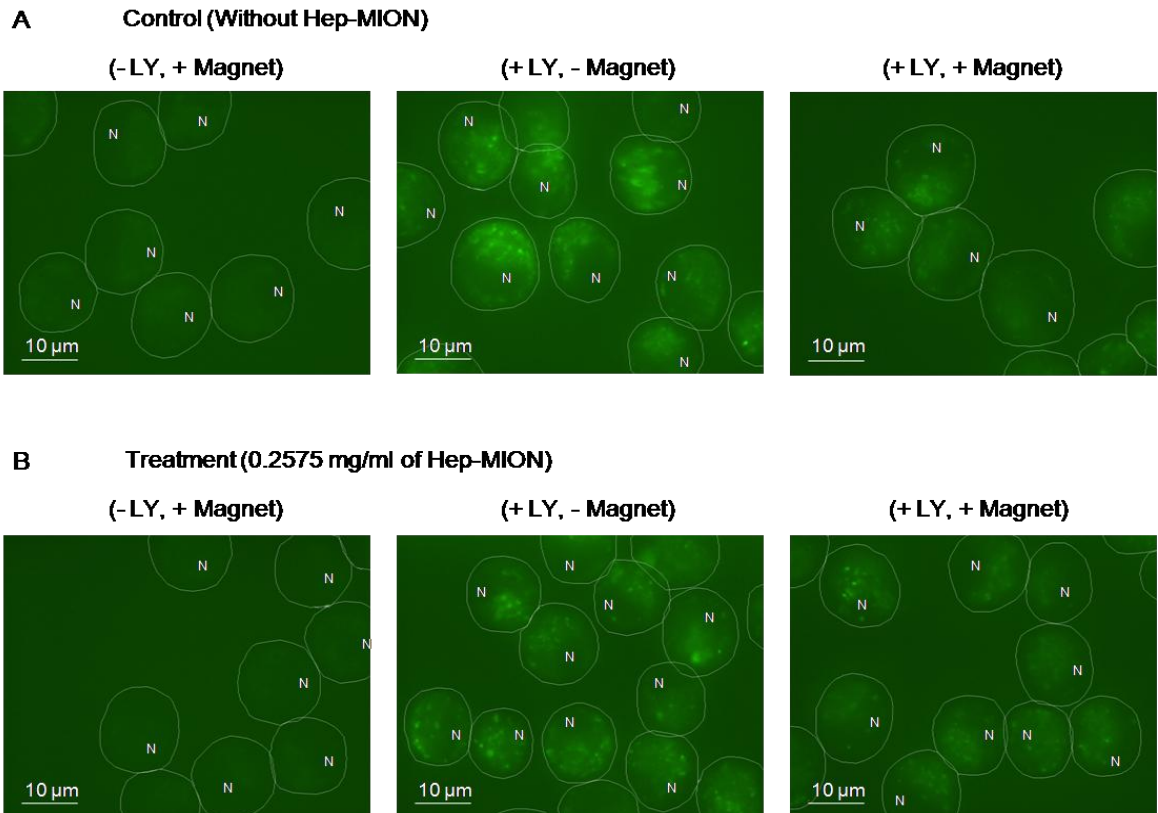 A Control (Without Hep-MION)
(- LY, + Magnet)
(+ LY, - Magnet)
(+ LY, + Magnet)
N
N
N
N
N
N
N
10 µm
N
N
N
N
N
N
N
N
N
10 µm
N
N
N
N
10 µm
B Treatment (0.2575 mg/ml of Hep-MION)
(- LY, + Magnet)
(+ LY, - Magnet)
(+ LY, + Magnet)
N
N
N
N
N
N
N
10 µm
N
N
N
N
N
N
N
N
N
N
10 µm
N
N
N
N
N
N
N
N
N
10 µm